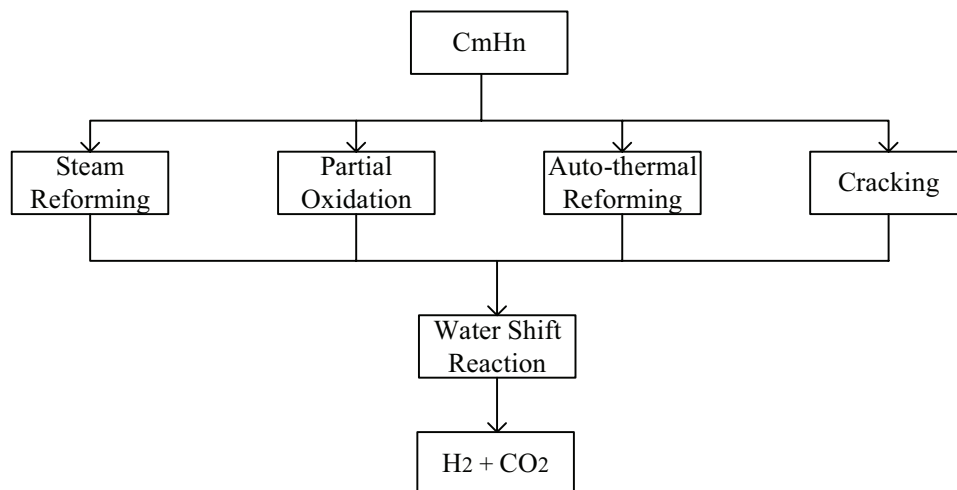 CmHn
Steam
Reforming
Partial
Oxidation
Auto-thermal
Reforming
Cracking
Water Shift
Reaction
H2 + CO2